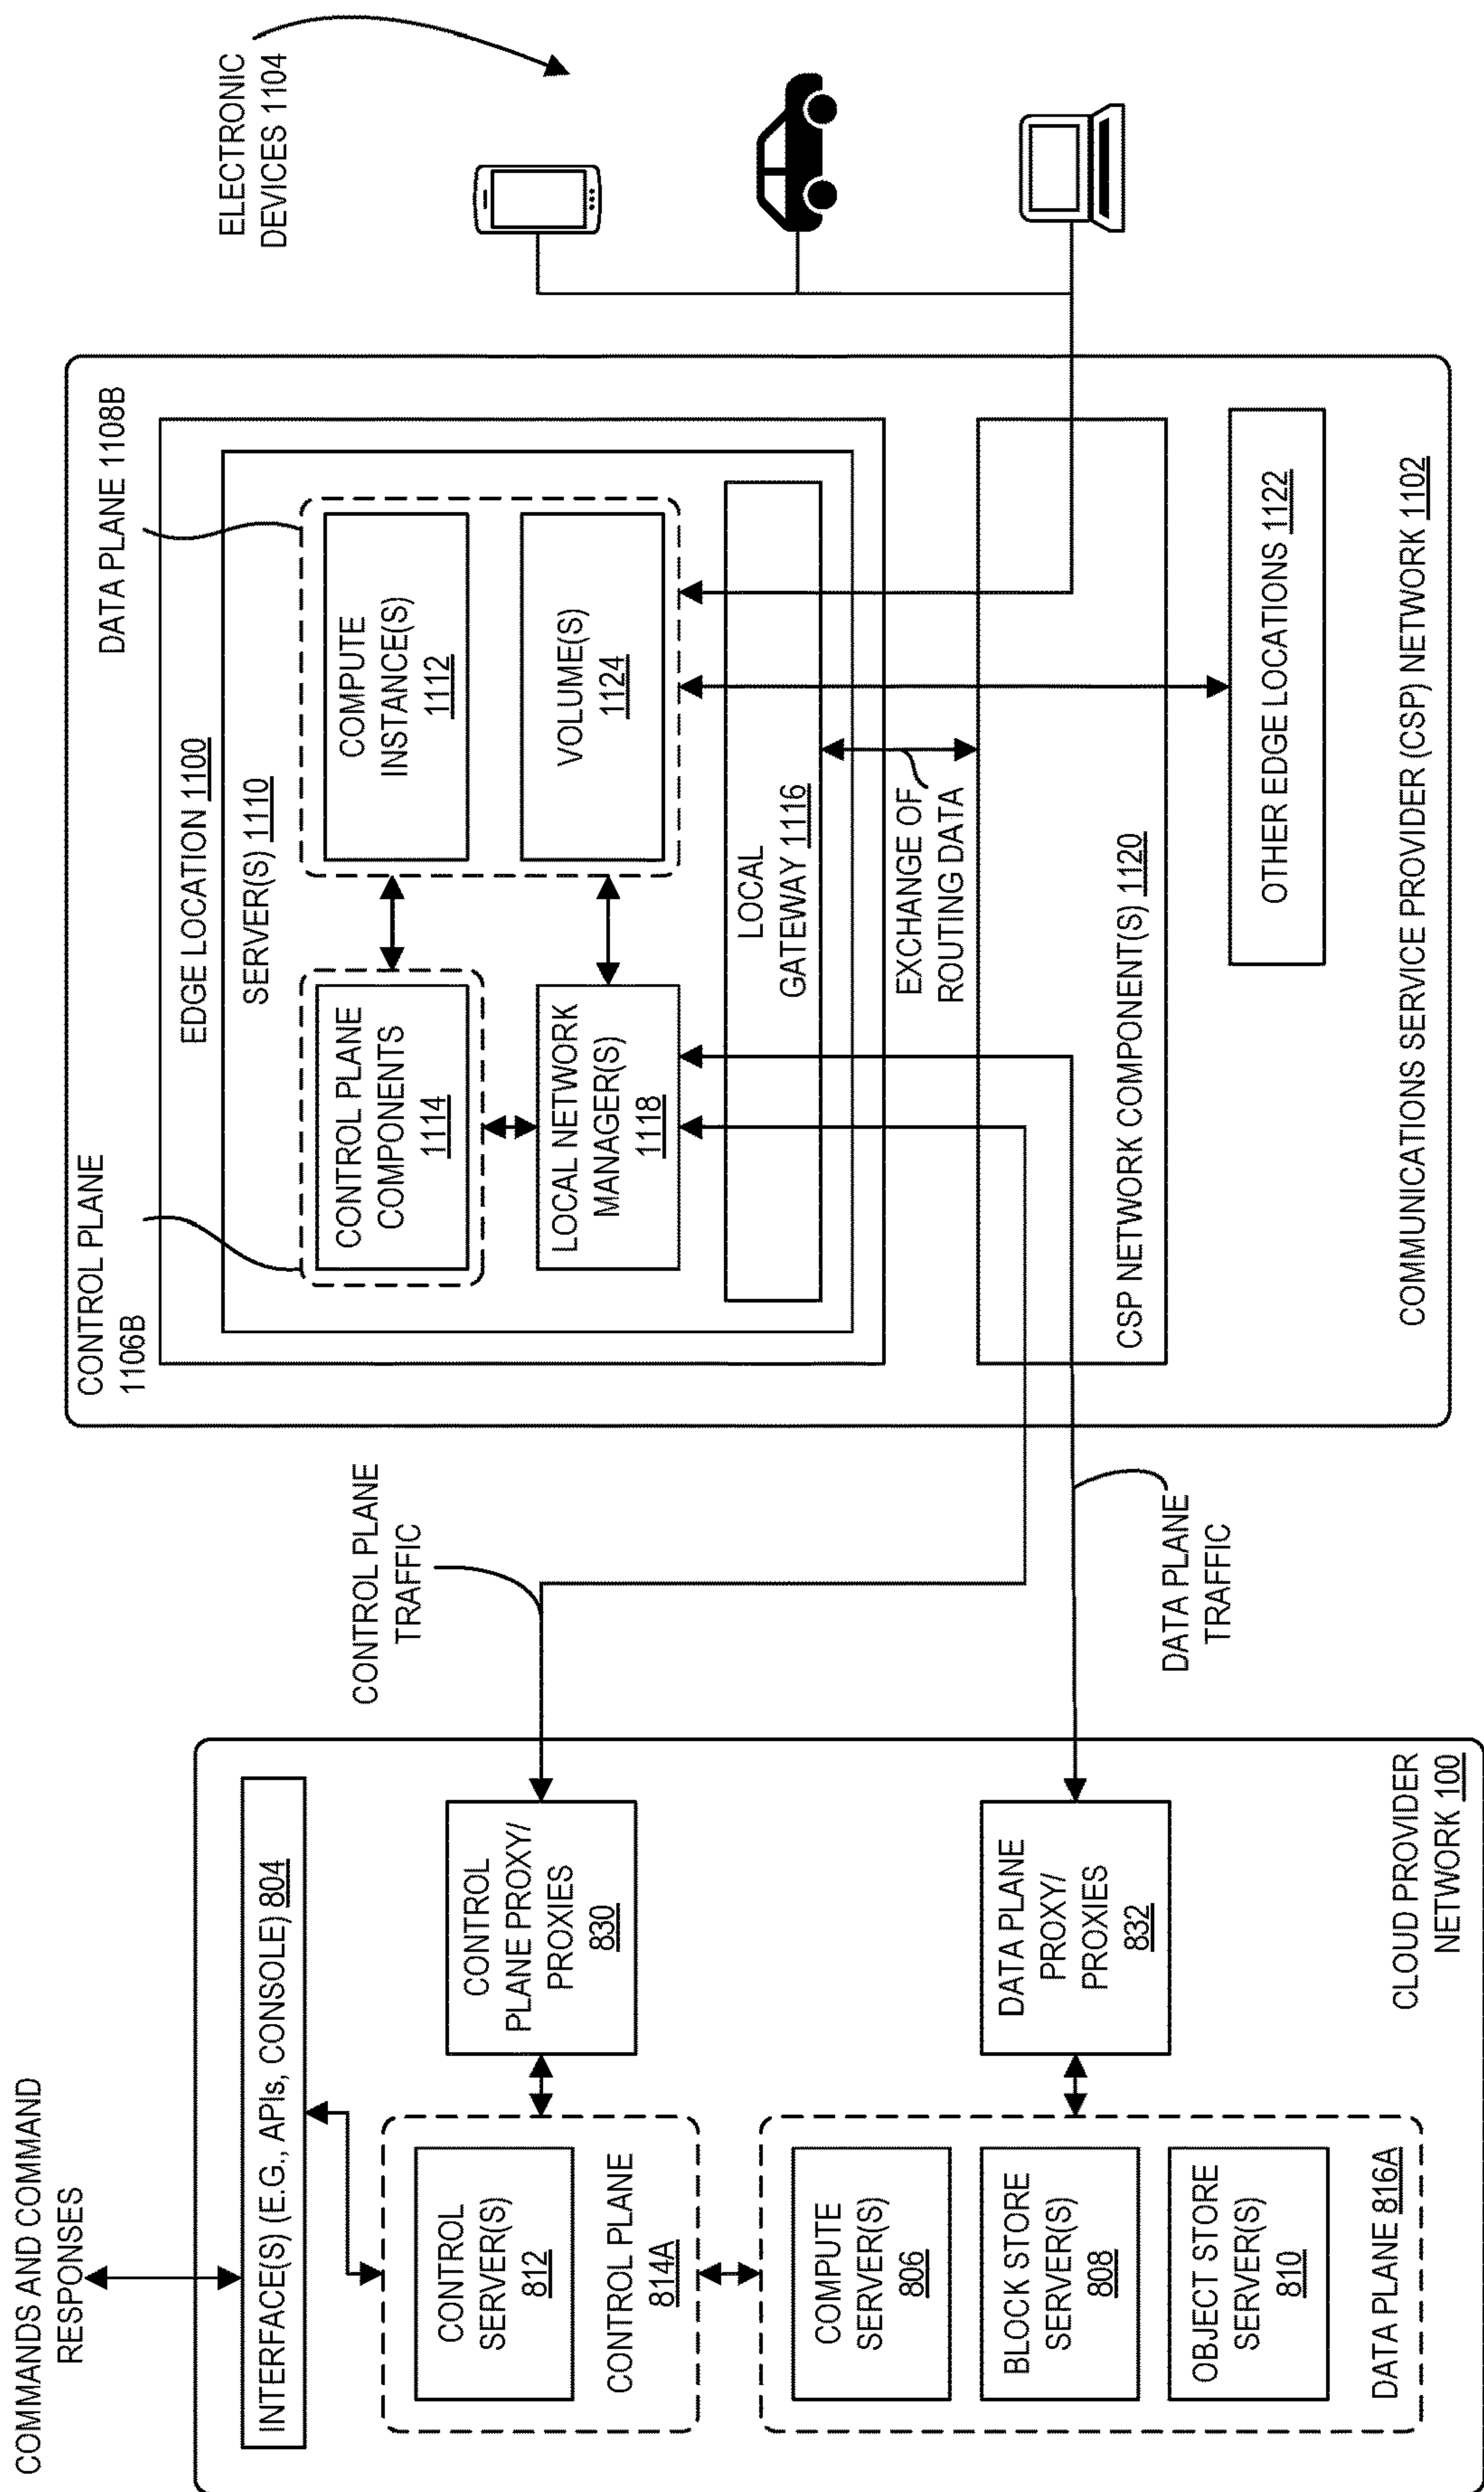 COMMANDS AND COMMAND
RESPONSES
INTERFACE(S) (E.G., APIs, CONSOLE) 804
CONTROL
SERVER(S)
812
CONTROL PLANE
814A
CONTROL
PLANE PROXY/
PROXIES
830
COMPUTE
SERVER(S)
806
BLOCK STORE
SERVER(S)
808
OBJECT STORE
SERVER(S)
810
DATA PLANE 816A
DATA PLANE
PROXY/
PROXIES
832
CLOUD PROVIDER
NETWORK 100
CONTROL PLANE
TRAFFIC
DATA PLANE
TRAFFIC
CONTROL PLANE
1106B
DATA PLANE 1108B
EDGE LOCATION 1100
SERVER(S) 1110
CONTROL PLANE
COMPONENTS
1114
COMPUTE
INSTANCE(S)
1112
LOCAL NETWORK
MANAGER(S)
1118
VOLUME(S)
1124
LOCAL
GATEWAY 1116
EXCHANGE OF
ROUTING DATA
CSP NETWORK COMPONENT(S) 1120
OTHER EDGE LOCATIONS 1122
COMMUNICATIONS SERVICE PROVIDER (CSP) NETWORK 1102
ELECTRONIC
DEVICES 1104